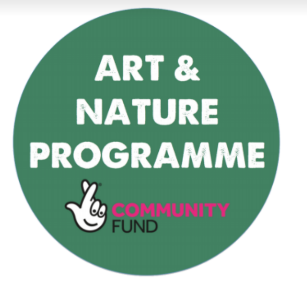 ART &
NATURE
PROGRAMME
COMMUNITY
FUND